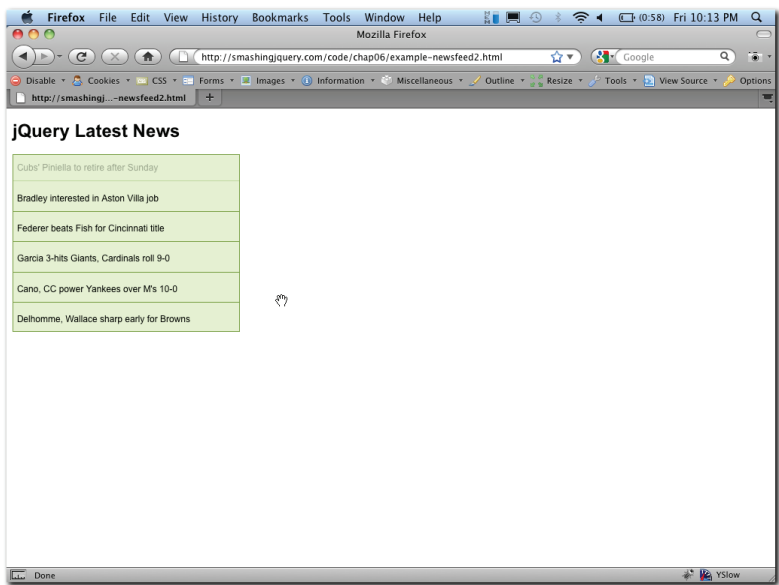 Firefox File Edit View History Bookmarks Tools Window Help (0:58) Fri 10:13 PM
Mozilla Firefox
http://smashingjquery.com/code/chap06/example-newsfeed2.html Google
Disable Cookies CSS Forms Images Information Miscellaneous Outline Resize Tools View Source Options
http://smashingj...-newsfeed2.html +
jQuery Latest News
Cubs' Piniella to retire after Sunday
Bradley interested in Aston Villa job
Federer beats Fish for Cincinnati title
Garcia 3-hits Giants, Cardinals roll 9-0
Cano, CC power Yankees over M's 10-0
Delhomme, Wallace sharp early for Browns
Done YSlow